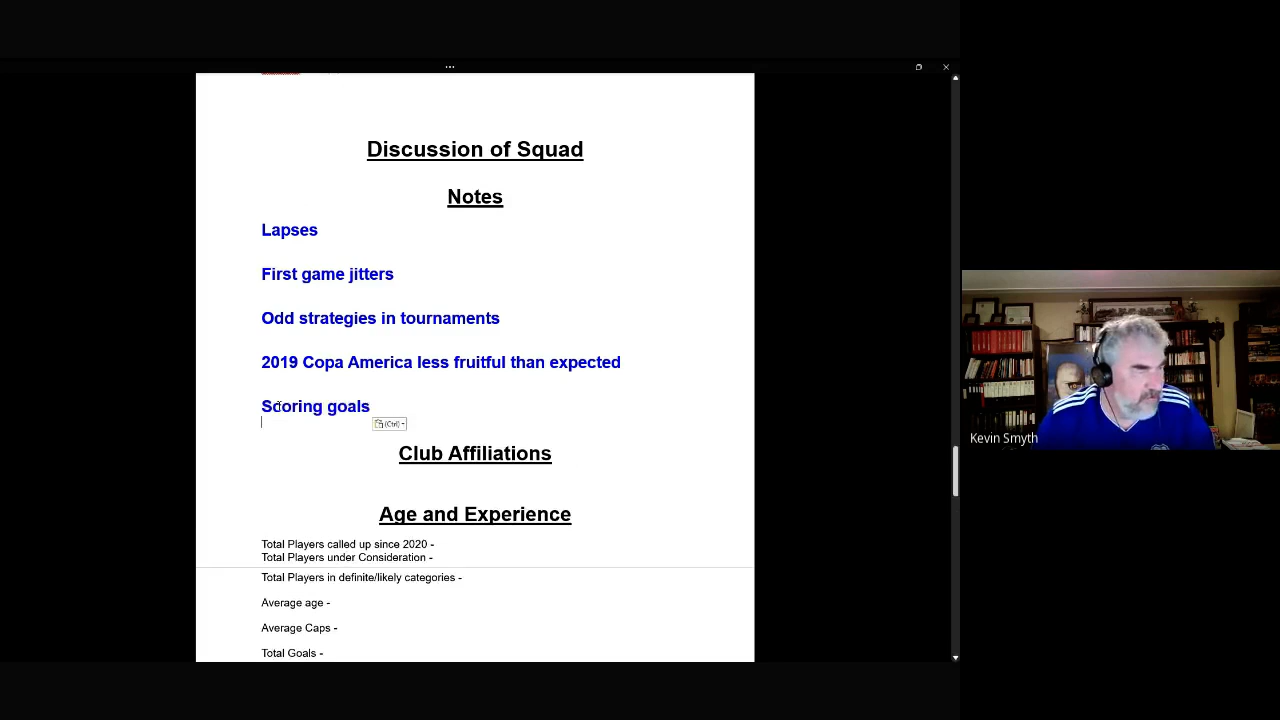 Discussion of Squad
Notes
Lapses
First game jitters
Odd strategies in tournaments
2019 Copa America less fruitful than expected
Scoring goals
(Ctrl)
Club Affiliations
Age and Experience
Total Players called up since 2020 -
Total Players under Consideration -
Total Players in definite/likely categories -
Average age -
Average Caps -
Total Goals -
Kevin Smyth